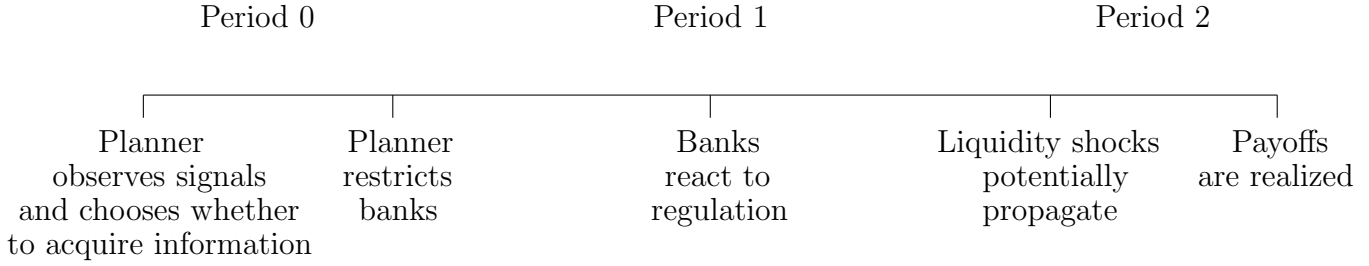 Period 0
Period 1
Period 2
Planner
observes signals
and chooses whether
to acquire information
Planner
restricts
banks
Banks
react to
regulation
Liquidity shocks
potentially
propagate
Payoffs
are realized